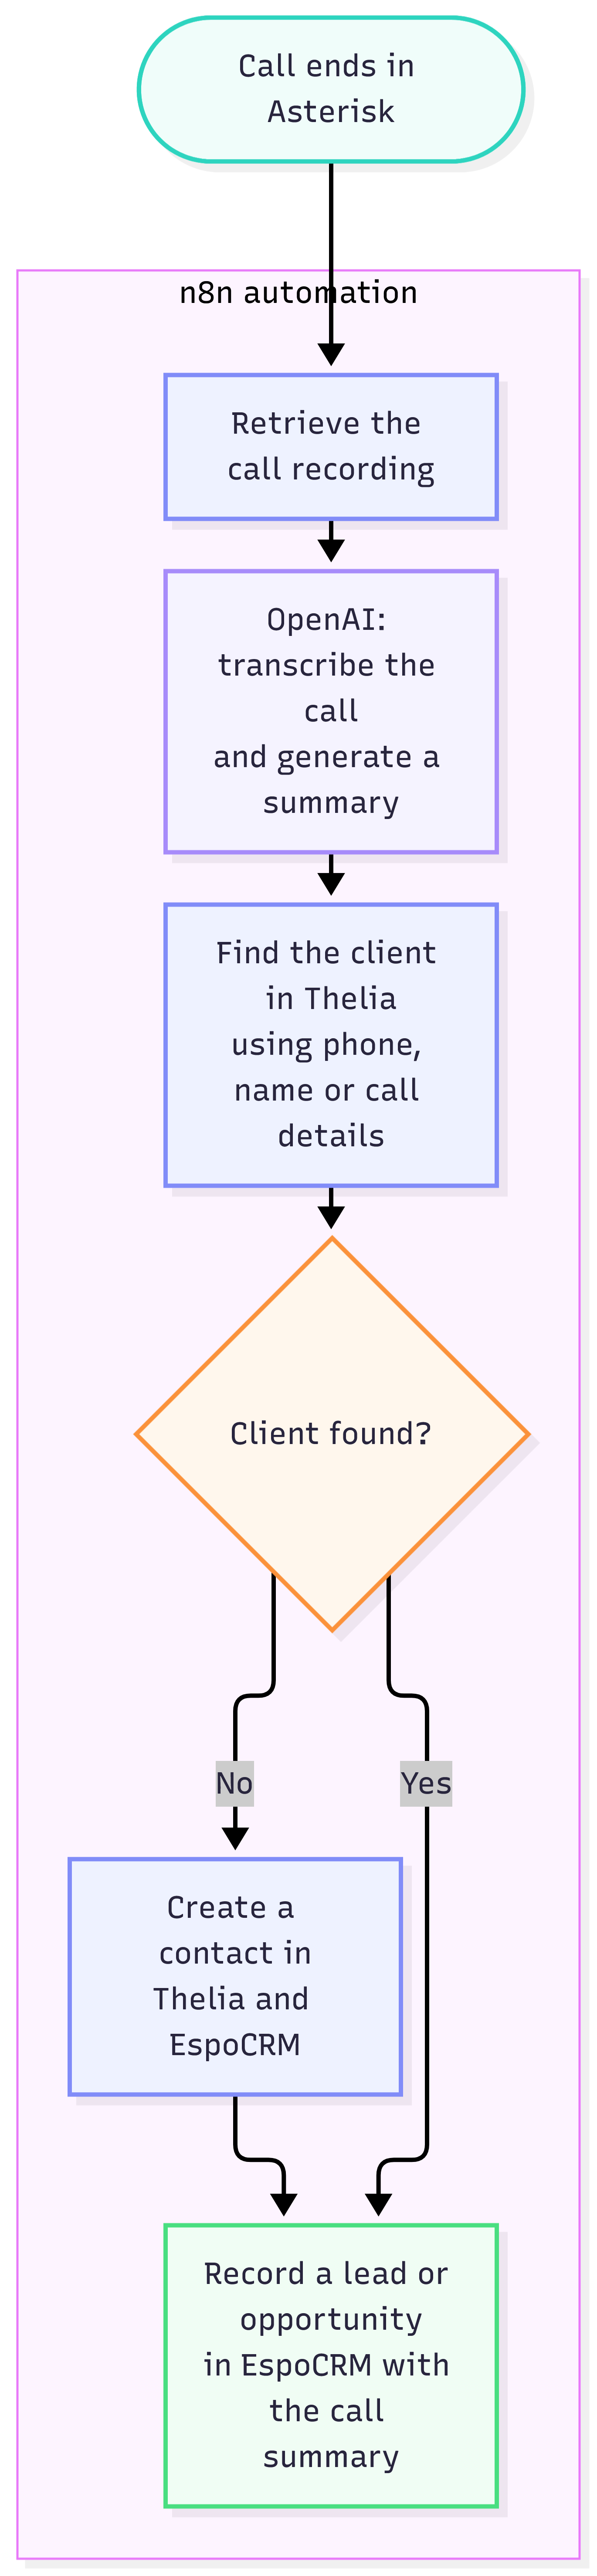 Call ends in
Asterisk
n8n automation
Retrieve the
call recording
OpenAI:
transcribe the
call
and generate a
summary
Find the client
in Thelia
using phone,
name or call
details
Client found?
No
Yes
Create a
contact in
Thelia and
EspoCRM
Record a lead or
opportunity
in EspoCRM with
the call
summary